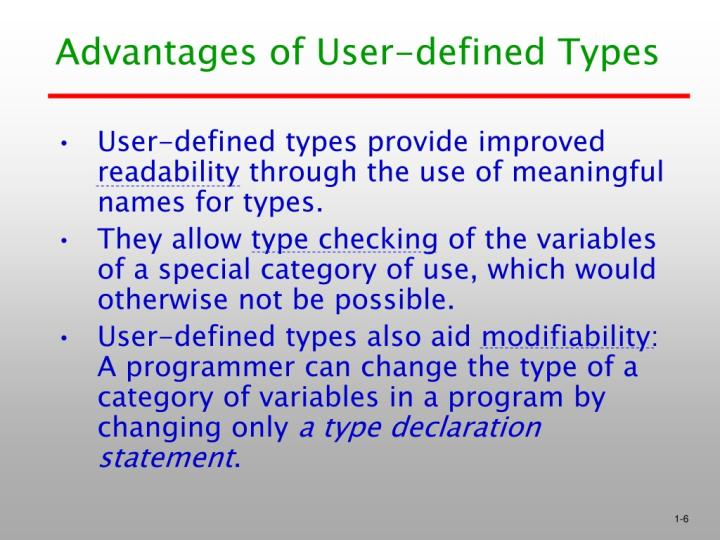 Advantages of User-defined Types
• User-defined types provide improved
readability through the use of meaningful
names for types.
• They allow type checking of the variables
of a special category of use, which would
otherwise not be possible.
• User-defined types also aid modifiability:
A programmer can change the type of a
category of variables in a program by
changing only a type declaration
statement.
1-6